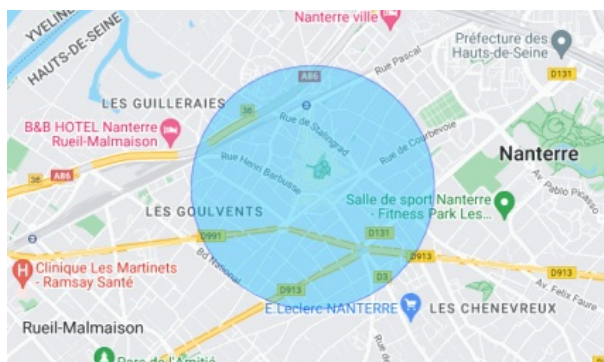 Nanterre ville
YVELINES
HAUTS-DE-SEINE
Préfecture des
Hauts-de-Seine
Rue Pascal
A86
D131
LES GUILLERAIES
36
Rue de Stalingrad
B&B HOTEL Nanterre
Rueil-Malmaison
Rue de Courbevoie
Rue Henri Barbusse
Nanterre
36
A86
Av. Pablo Picasso
Salle de sport Nanterre
- Fitness Park Les...
LES GOULVENTS
D991
D131
Bd National
D913
Clinique Les Martinets
- Ramsay Santé
D3
D913
D913
Av. Félix Faure
E.Leclerc NANTERRE
LES CHENEVREUX
Rueil-Malmaison
Rue de
Parc de l'Amitié